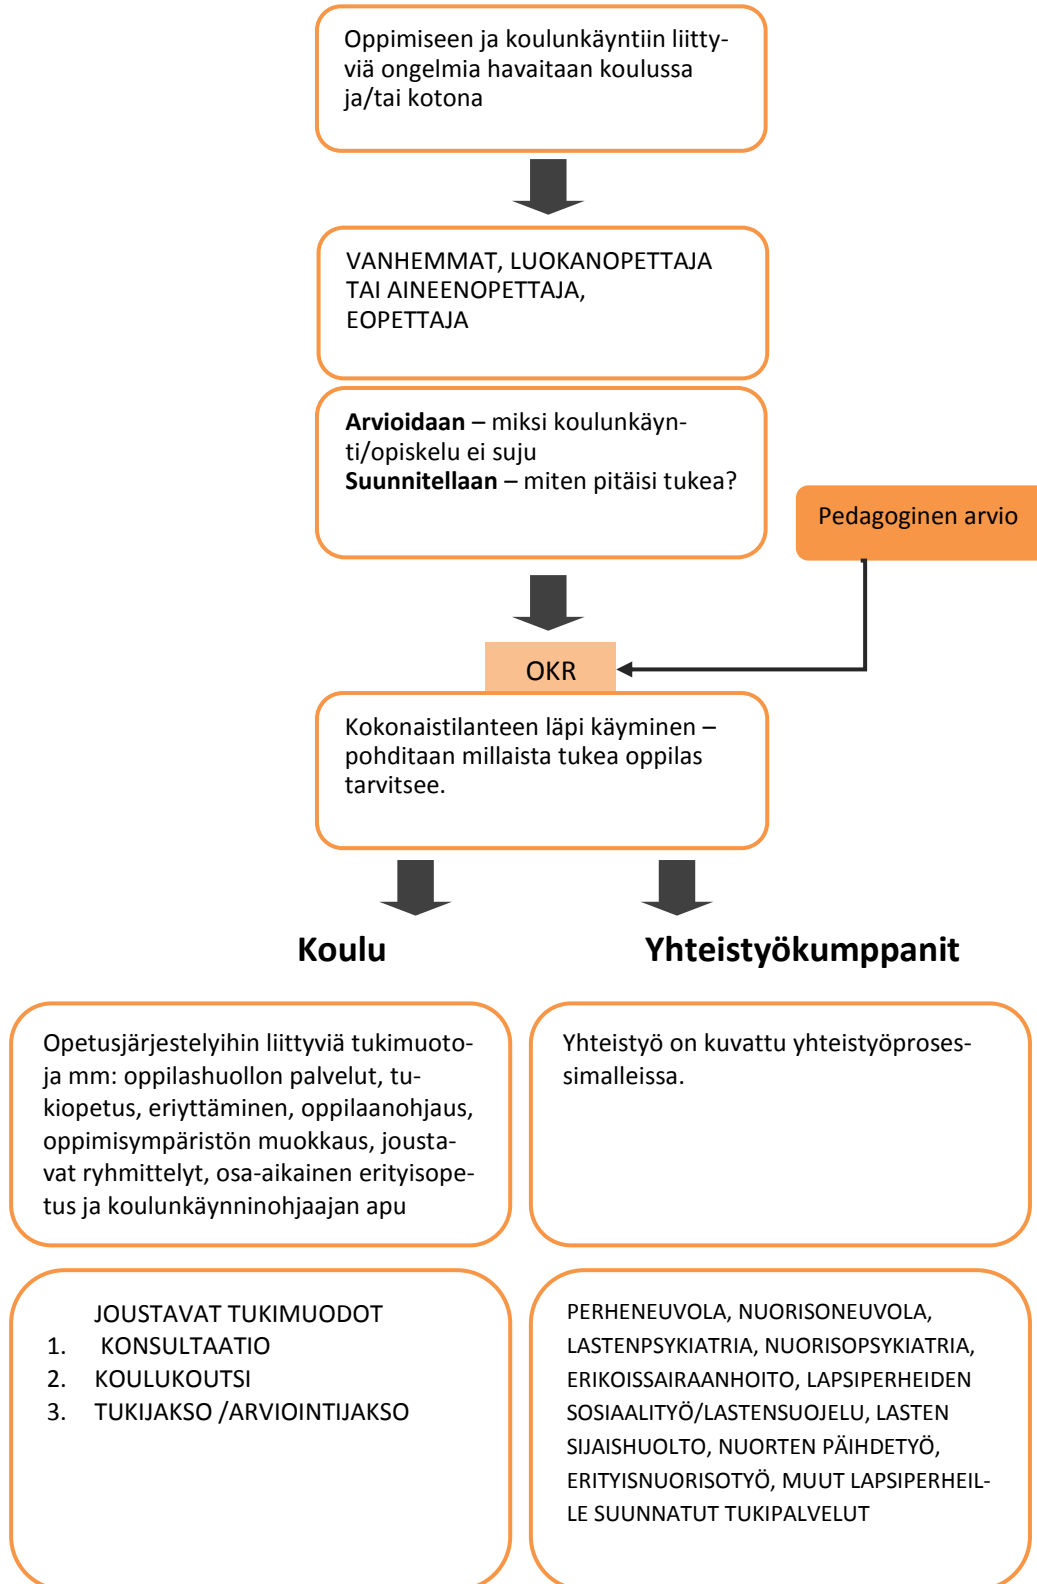 Oppimiseen ja koulunkäyntiin liitty-
viä ongelmia havaitaan koulussa
ja/tai kotona
VANHEMMAT, LUOKANOPETTAJA
TAI AINEENOPETTAJA,
EOPETTAJA
Arvioidaan – miksi koulunkäyn-
ti/opiskelu ei suju
Suunnitellaan – miten pitäisi tukea?
Pedagoginen arvio
OKR
Kokonaistilanteen läpi käyminen –
pohditaan millaista tukea oppilas
tarvitsee.
Koulu
Yhteistyökumppanit
Opetusjärjestelyihin liittyviä tukimuoto-
ja mm: oppilashuollon palvelut, tu-
kiopetus, eriyttäminen, oppilaanohjaus,
oppimisympäristön muokkaus, jousta-
vat ryhmittelyt, osa-aikainen erityisope-
tus ja koulunkäynninohjaajan apu
Yhteistyö on kuvattu yhteistyöproses-
simalleissa.
JOUSTAVAT TUKIMUODOT
1. KONSULTAATIO
2. KOULUKOUTSI
3. TUKIJAKSO /ARVIOINTIJAKSO
PERHENEUVOLA, NUORISONEUVOLA,
LASTENPSYKIATRIA, NUORISOPSYKIATRIA,
ERIKOISSAIRAANHOITO, LAPSIPERHEIDEN
SOSIAALITYÖ/LASTENSUOJELU, LASTEN
SIJAISHUOLTO, NUORTEN PÄIHDETYÖ,
ERITYISNUORISOTYÖ, MUUT LAPSIPERHEIL-
LE SUUNNATUT TUKIPALVELUT